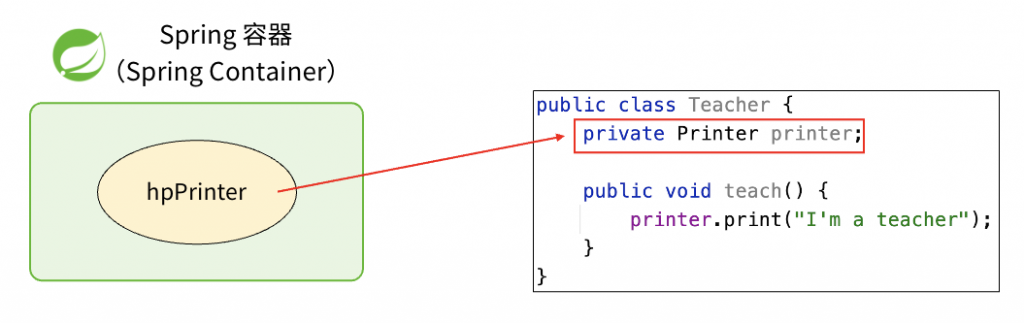 Spring 容器
（Spring Container）
hpPrinter
public class Teacher {
    private Printer printer;
    public void teach() {
        printer.print("I'm a teacher");
    }
}